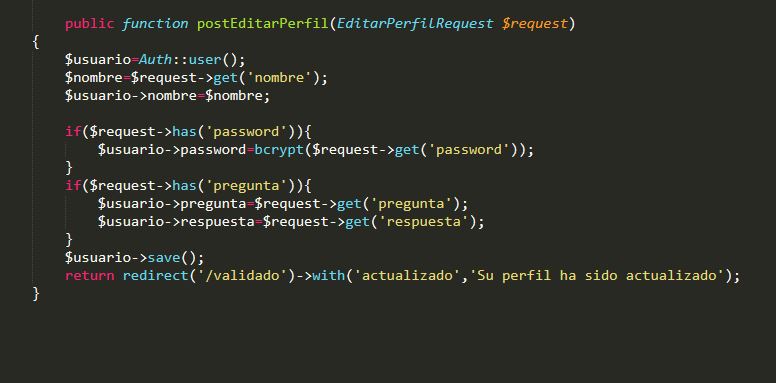 public function postEditarPerfil(EditarPerfilRequest $request)
{
$usuario=Auth::user();
$nombre=$request->get('nombre');
$usuario->nombre=$nombre;
if($request->has('password')){
$usuario->password=bcrypt($request->get('password'));
}
if($request->has('pregunta')){
$usuario->pregunta=$request->get('pregunta');
$usuario->respuesta=$request->get('respuesta');
}
$usuario->save();
return redirect('/validado')->with('actualizado','Su perfil ha sido actualizado');
}